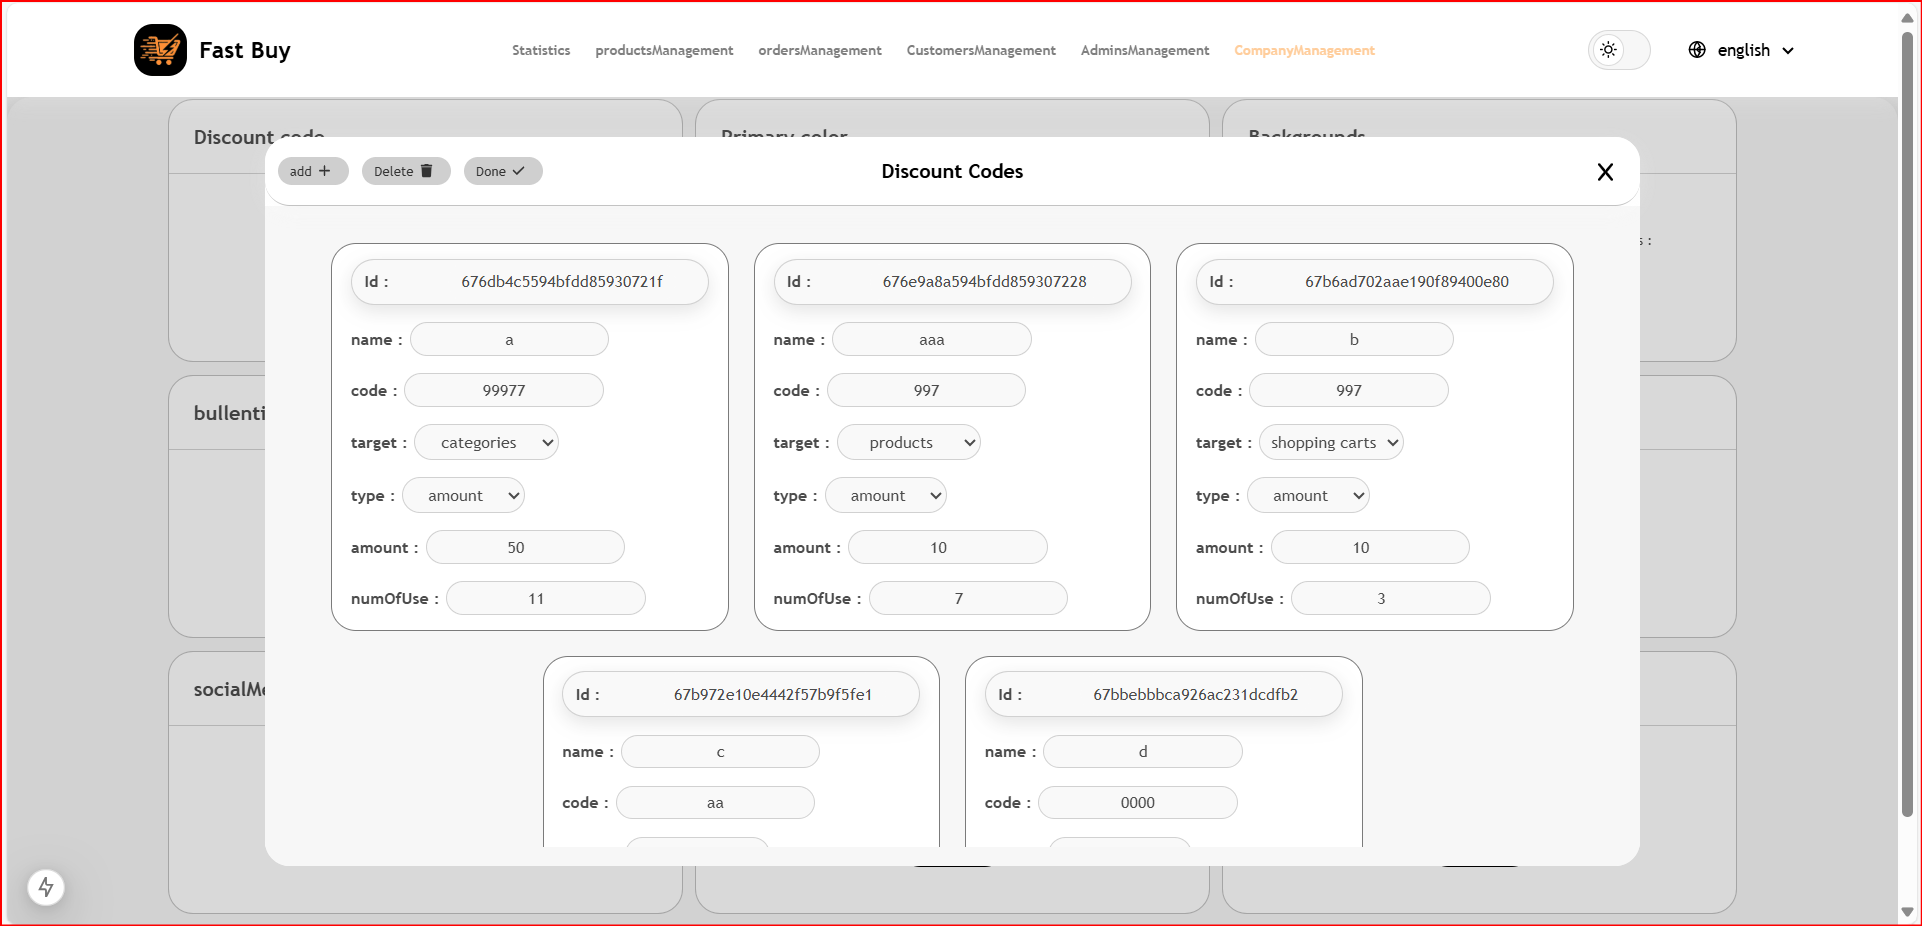 Fast Buy
Statistics productsManagement ordersManagement CustomersManagement AdminsManagement CompanyManagement
english
Discount code Primary color Backgrounds
add Delete Done Discount Codes X
s :
Id : 676db4c5594bfdd85930721f
name : a
code : 99977
target : categories
type : amount
amount : 50
numOfUse : 11
Id : 676e9a8a594bfdd859307228
name : aaa
code : 997
target : products
type : amount
amount : 10
numOfUse : 7
Id : 67b6ad702aae190f89400e80
name : b
code : 997
target : shopping carts
type : amount
amount : 10
numOfUse : 3
bullenti
socialMe
Id : 67b972e10e4442f57b9f5fe1
name : c
code : aa
Id : 67bbebbbca926ac231dcdfb2
name : d
code : 0000